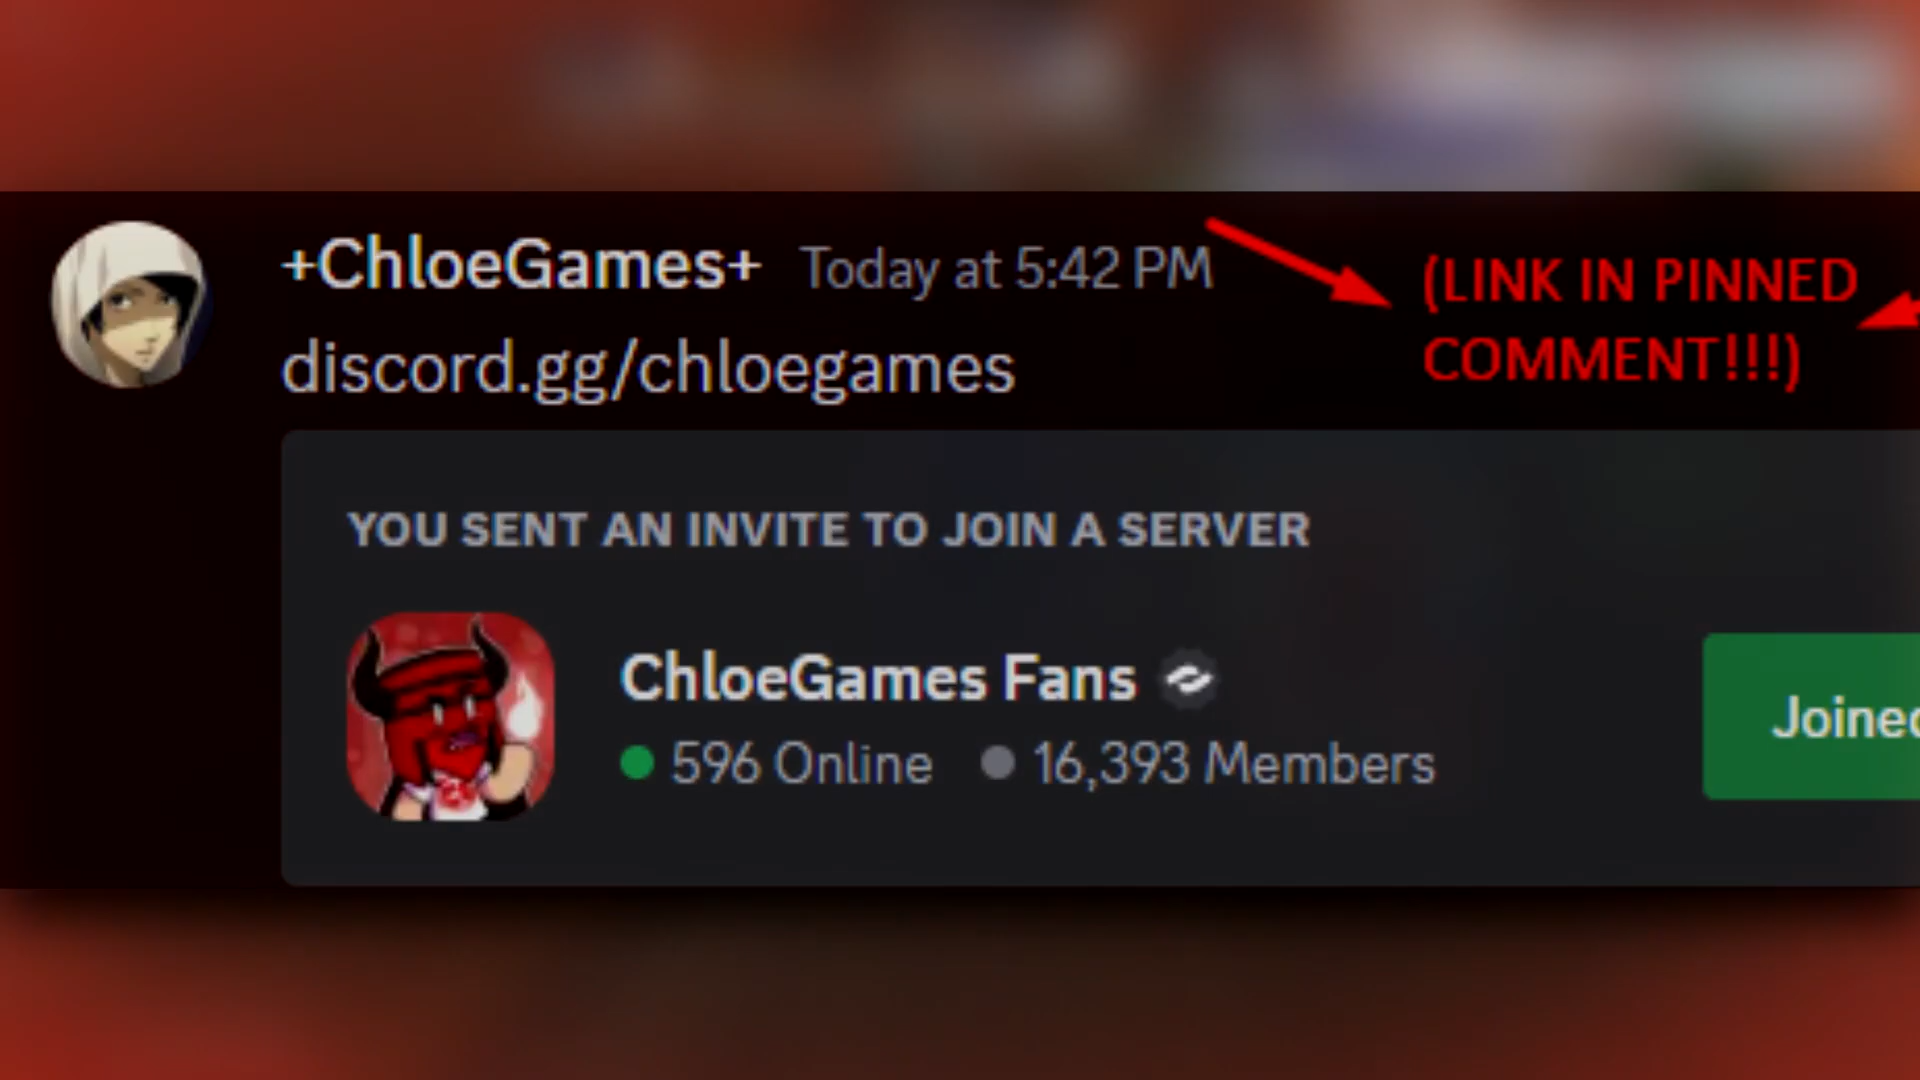 +ChloeGames+ Today at 5:42 PM
(LINK IN PINNED
COMMENT!!!)
discord.gg/chloegames
YOU SENT AN INVITE TO JOIN A SERVER
ChloeGames Fans
596 Online 16,393 Members
Joined